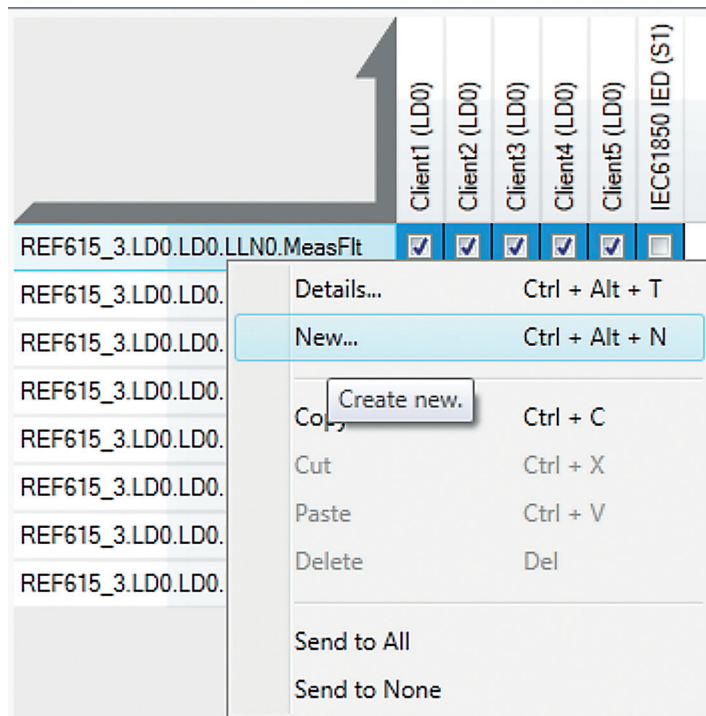 Client1 (LD0)
Client2 (LD0)
Client3 (LD0)
Client4 (LD0)
Client5 (LD0)
IEC61850 IED (S1)
REF615_3.LD0.LD0.LLN0.MeasFlt
REF615_3.LD0.LD0.
REF615_3.LD0.LD0.
REF615_3.LD0.LD0.
REF615_3.LD0.LD0.
REF615_3.LD0.LD0.
REF615_3.LD0.LD0.
REF615_3.LD0.LD0.
Details... Ctrl + Alt + T
New... Ctrl + Alt + N
Create new.
Copy Ctrl + C
Cut Ctrl + X
Paste Ctrl + V
Delete Del
Send to All
Send to None